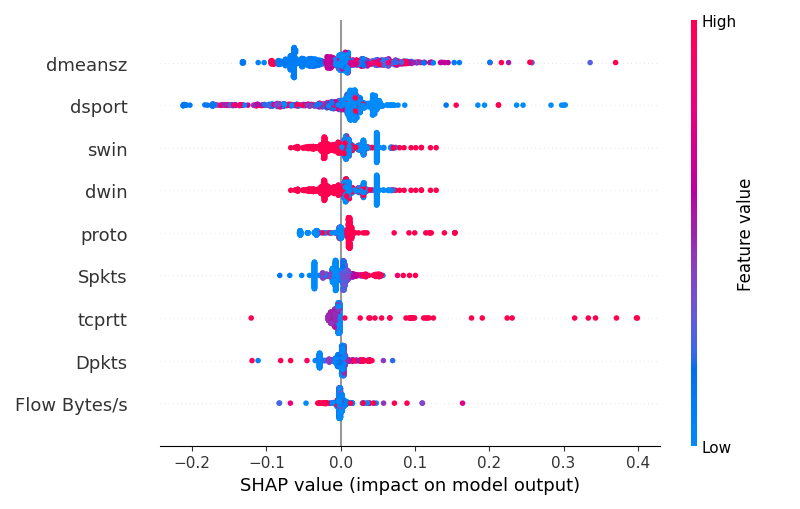 High
dmeansz
dsport
swin
dwin
proto
Spkts
tcprtt
Dpkts
Flow Bytes/s
Feature value
Low
−0.2 −0.1 0.0 0.1 0.2 0.3 0.4
SHAP value (impact on model output)